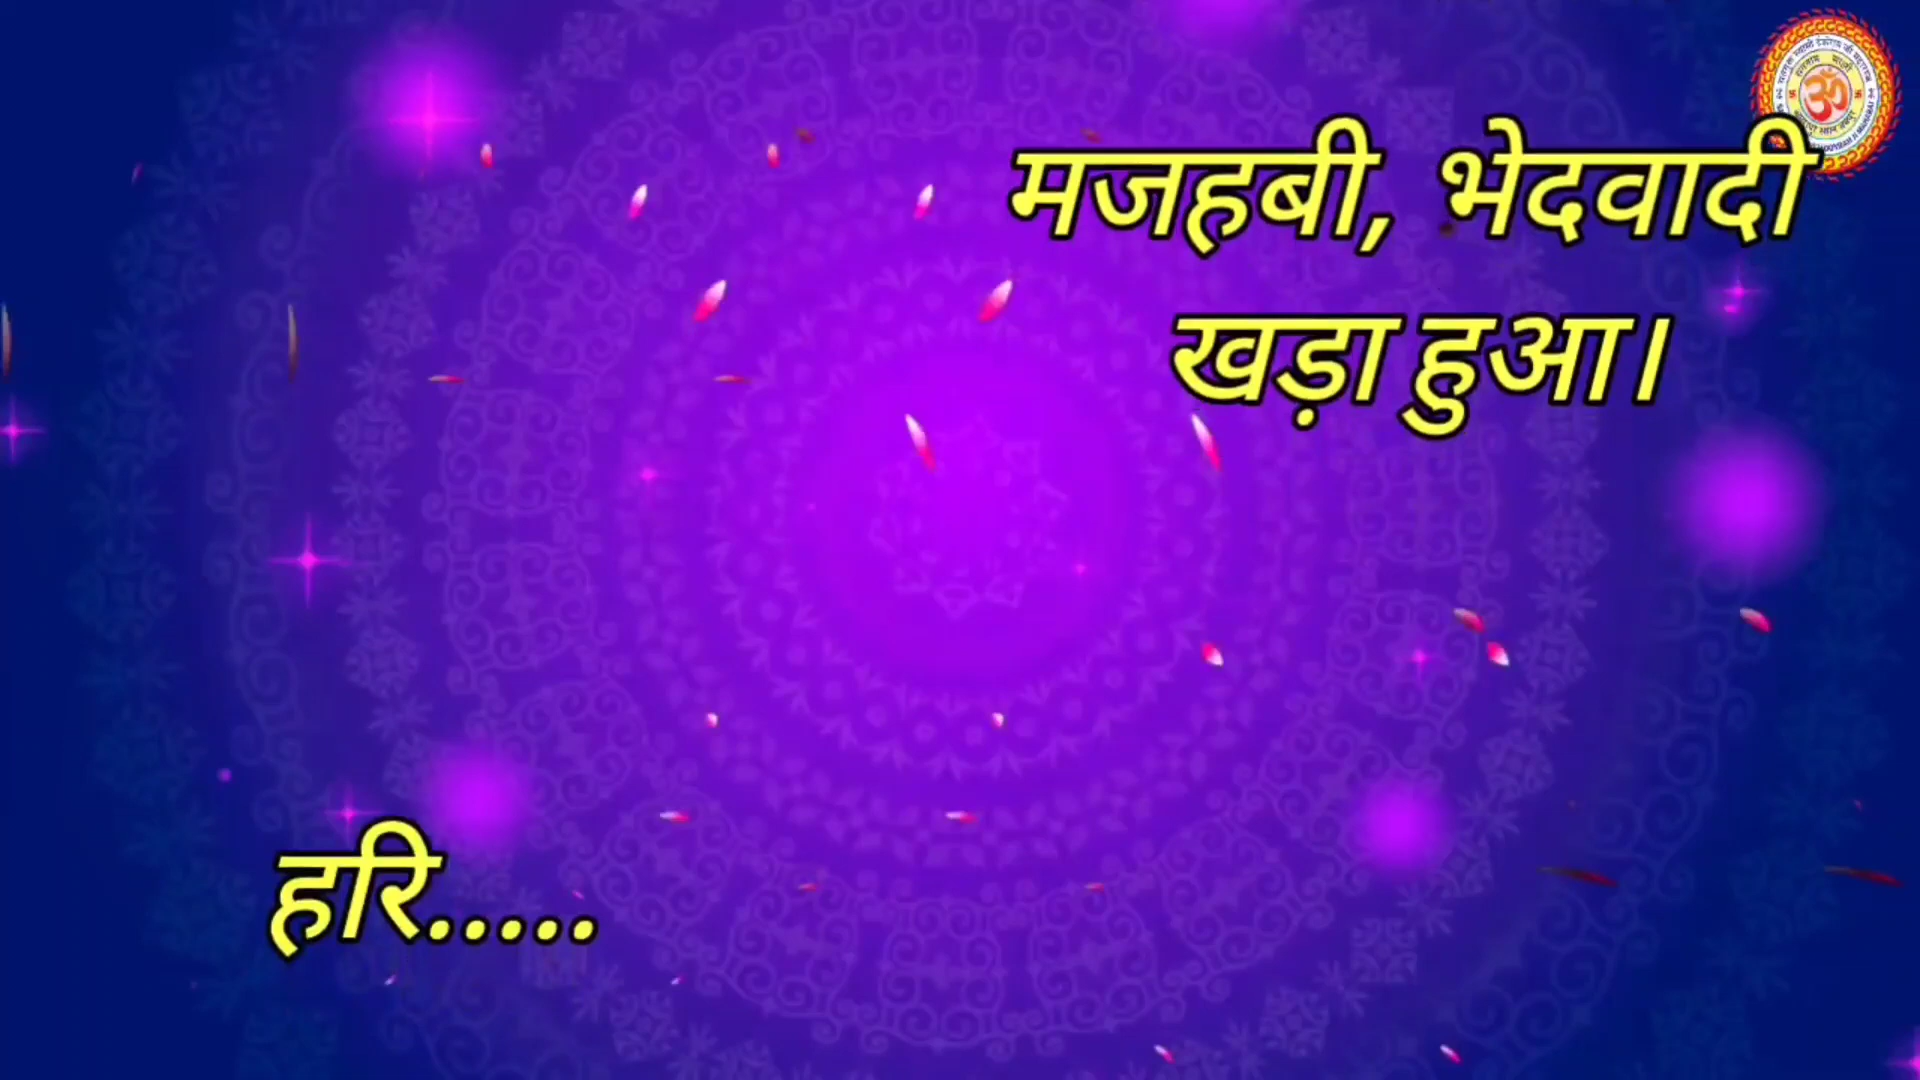 मजहबी, भेदवादी
खड़ा हुआ।
हरि.....